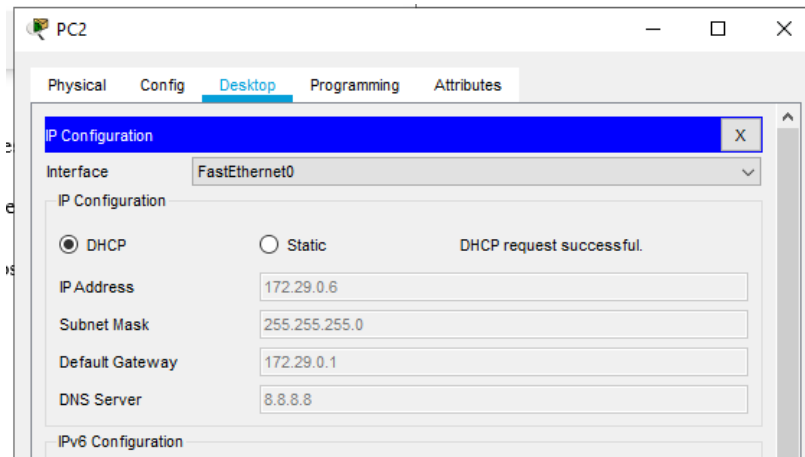 PC2
Physical Config Desktop Programming Attributes
IP Configuration X
Interface FastEthernet0
IP Configuration
DHCP Static DHCP request successful.
IP Address 172.29.0.6
Subnet Mask 255.255.255.0
Default Gateway 172.29.0.1
DNS Server 8.8.8.8
IPv6 Configuration